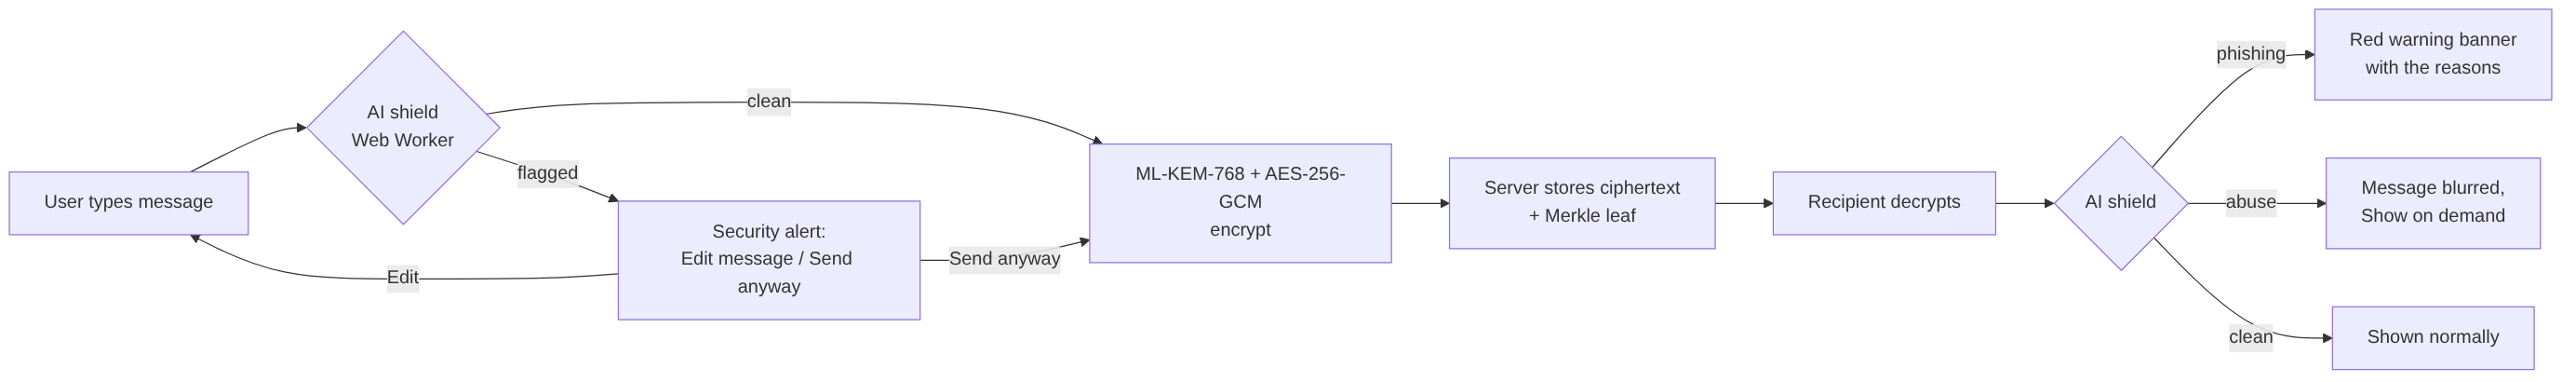 User types message
AI shield
Web Worker
clean
flagged
Edit
Security alert:
Edit message / Send
anyway
Send anyway
ML-KEM-768 + AES-256-
GCM
encrypt
Server stores ciphertext
+ Merkle leaf
Recipient decrypts
AI shield
phishing
Red warning banner
with the reasons
abuse
Message blurred,
Show on demand
clean
Shown normally